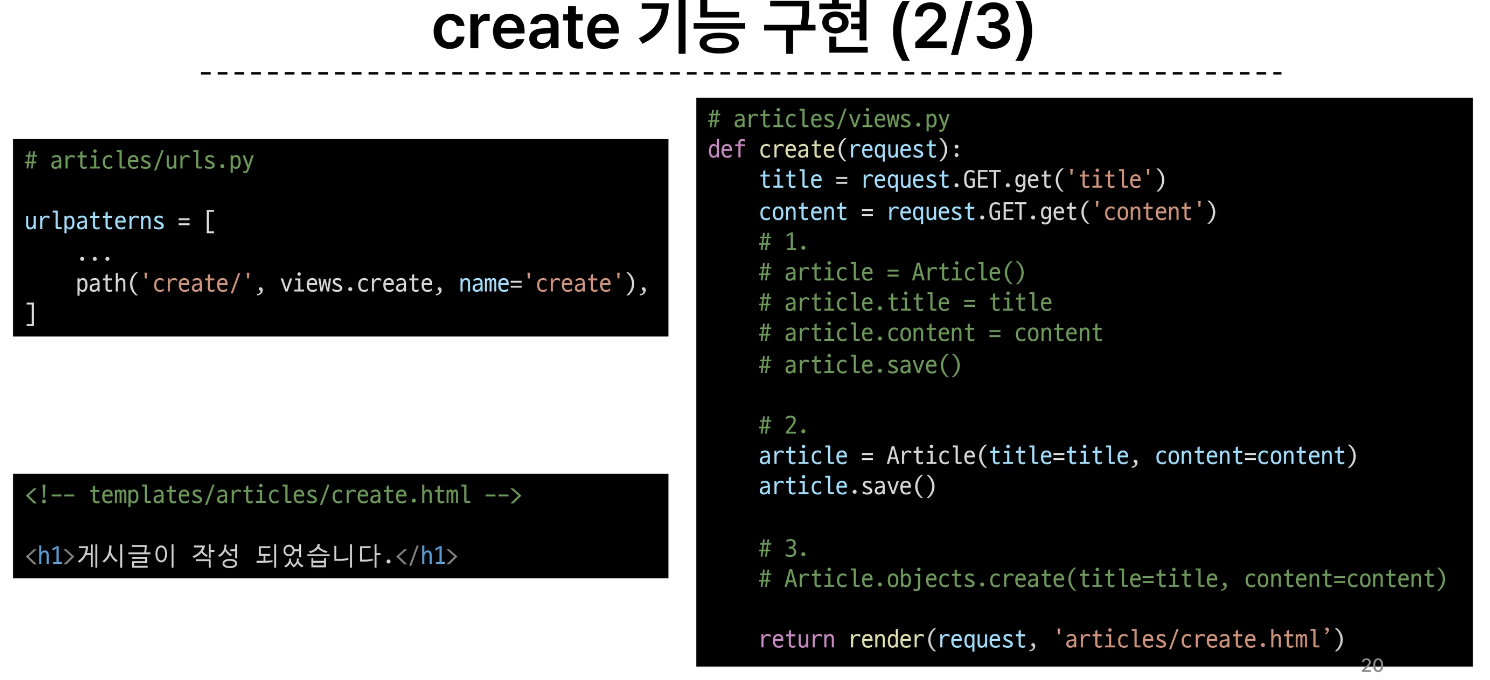 create 기능 구현 (2/3)
# articles/urls.py
urlpatterns = [
    ...
    path('create/', views.create, name='create'),
]
<!-- templates/articles/create.html -->
<h1>게시글이 작성 되었습니다.</h1>
# articles/views.py
def create(request):
    title = request.GET.get('title')
    content = request.GET.get('content')
    # 1.
    # article = Article()
    # article.title = title
    # article.content = content
    # article.save()
    # 2.
    article = Article(title=title, content=content)
    article.save()
    # 3.
    # Article.objects.create(title=title, content=content)
    return render(request, 'articles/create.html’)
20